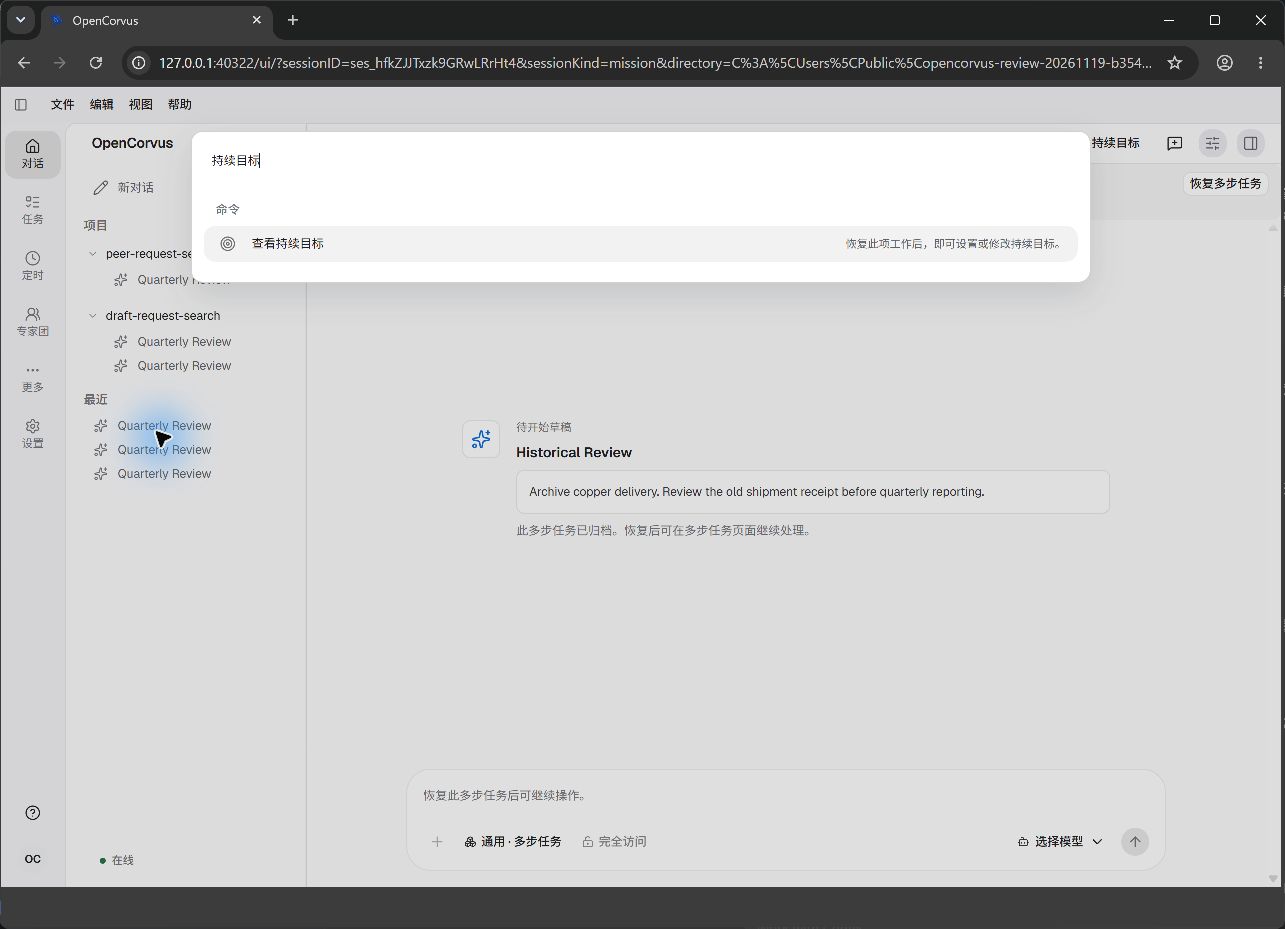 OpenCorvus
127.0.0.1:40322/ui/?sessionID=ses_hfkZJJTxzk9GRwLRrHt4&sessionKind=mission&directory=C%3A%5CUsers%5CPublic%5Copencorvus-review-20261119-b354...
文件 编辑 视图 帮助
对话
任务
定时
专家团
更多
设置
OC
OpenCorvus
新对话
项目
peer-request-se
Quarterly Review
draft-request-search
Quarterly Review
Quarterly Review
最近
Quarterly Review
Quarterly Review
Quarterly Review
在线
持续目标
命令
查看持续目标
恢复此项工作后，即可设置或修改持续目标。
持续目标
恢复多步任务
待开始草稿
Historical Review
Archive copper delivery. Review the old shipment receipt before quarterly reporting.
此多步任务已归档。恢复后可在多步任务页面继续处理。
恢复此多步任务后可继续操作。
通用 · 多步任务
完全访问
选择模型